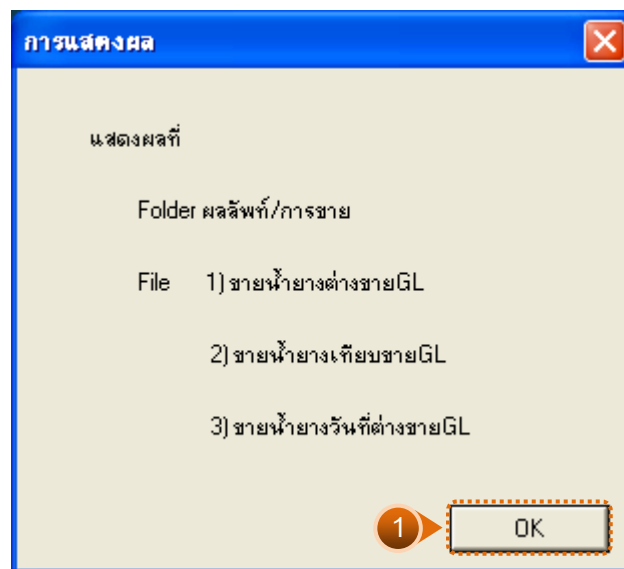 การแสดงผล
แสดงผลที่
Folder ผลลัพท์/การขาย
File 1) ขายน้ำยางต่างขายGL
2) ขายน้ำยางเทียบขายGL
3) ขายน้ำยางวันที่ต่างขายGL
1 OK